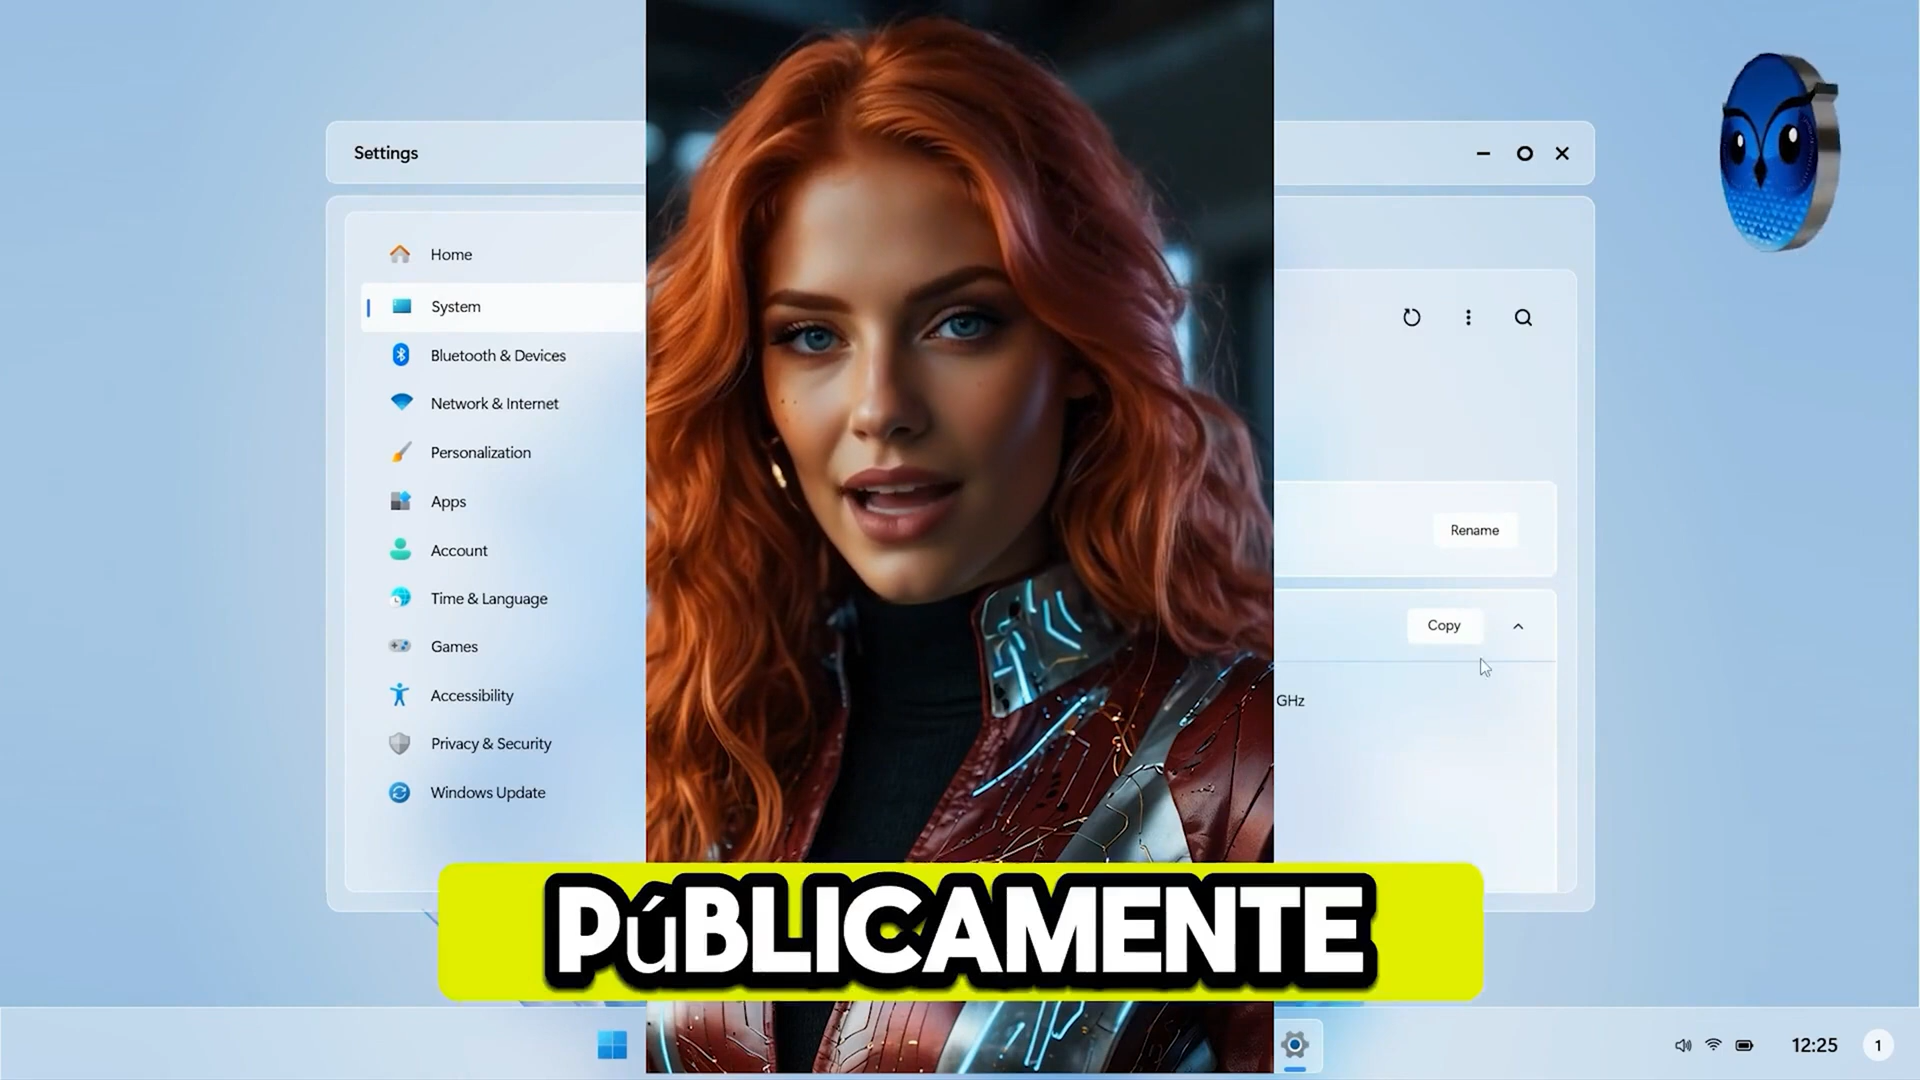 Settings
Home
System
Bluetooth & Devices
Network & Internet
Personalization
Apps
Account
Time & Language
Games
Accessibility
Privacy & Security
Windows Update
Rename
Copy
GHz
PúBLICAMENTE
12:25
1